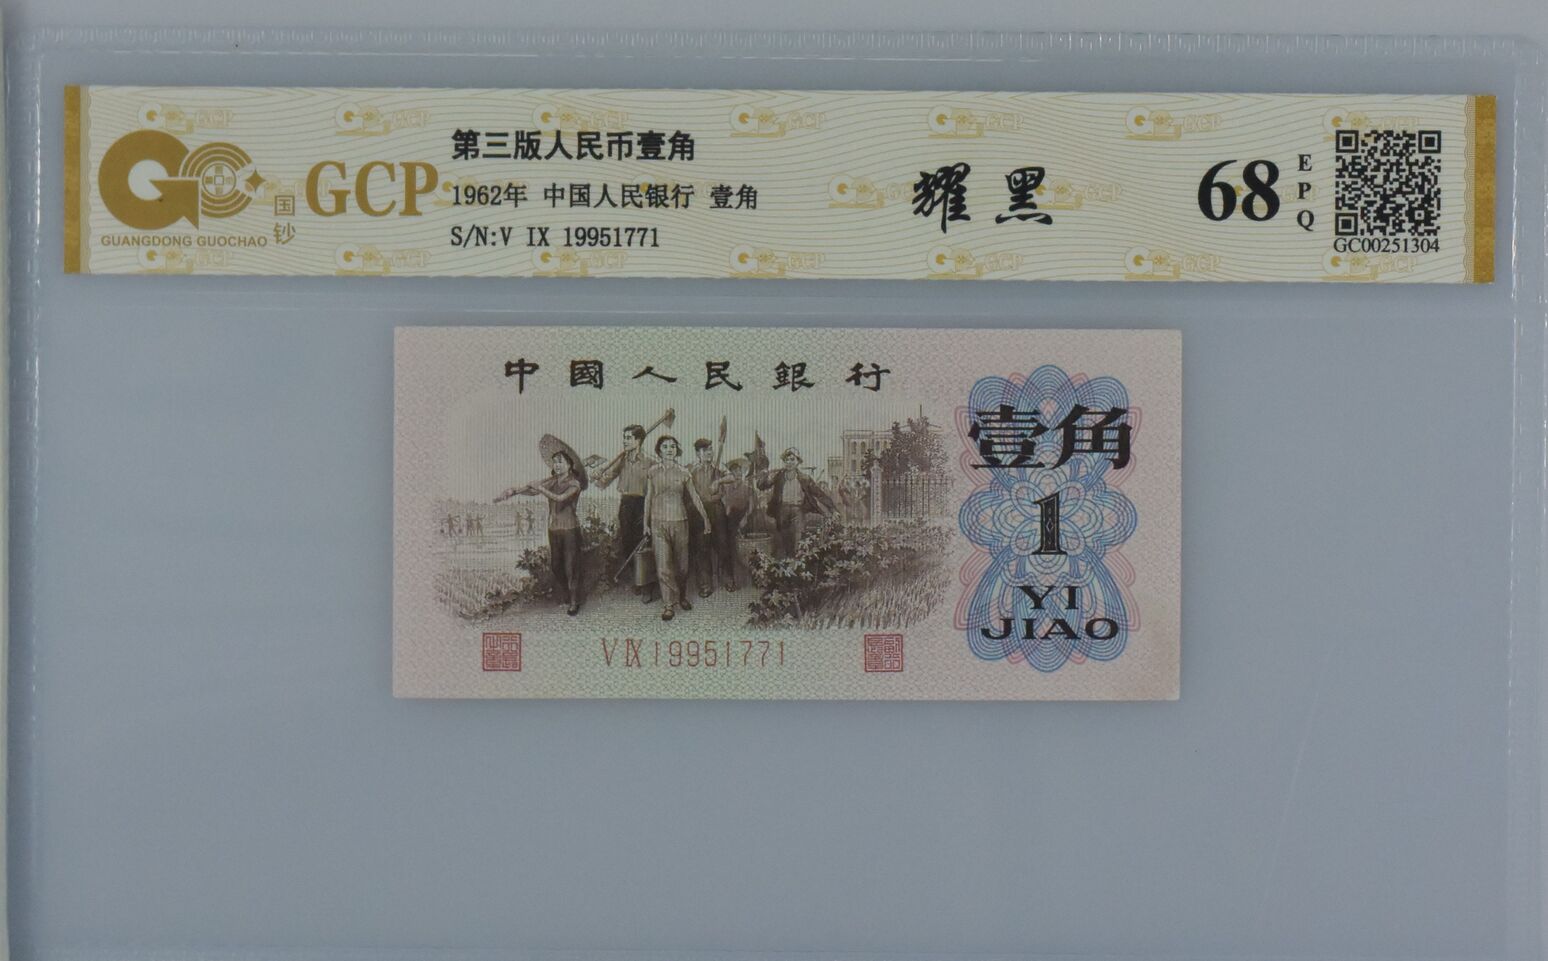 第三版人民币壹角
GCP
国钞
GUANGDONG GUOCHAO
1962年 中国人民银行 壹角
S/N:V IX 19951771
耀黑
68
EPQ
GC00251304
中國人民銀行
壹角
1
YI
JIAO
V IX 19951771